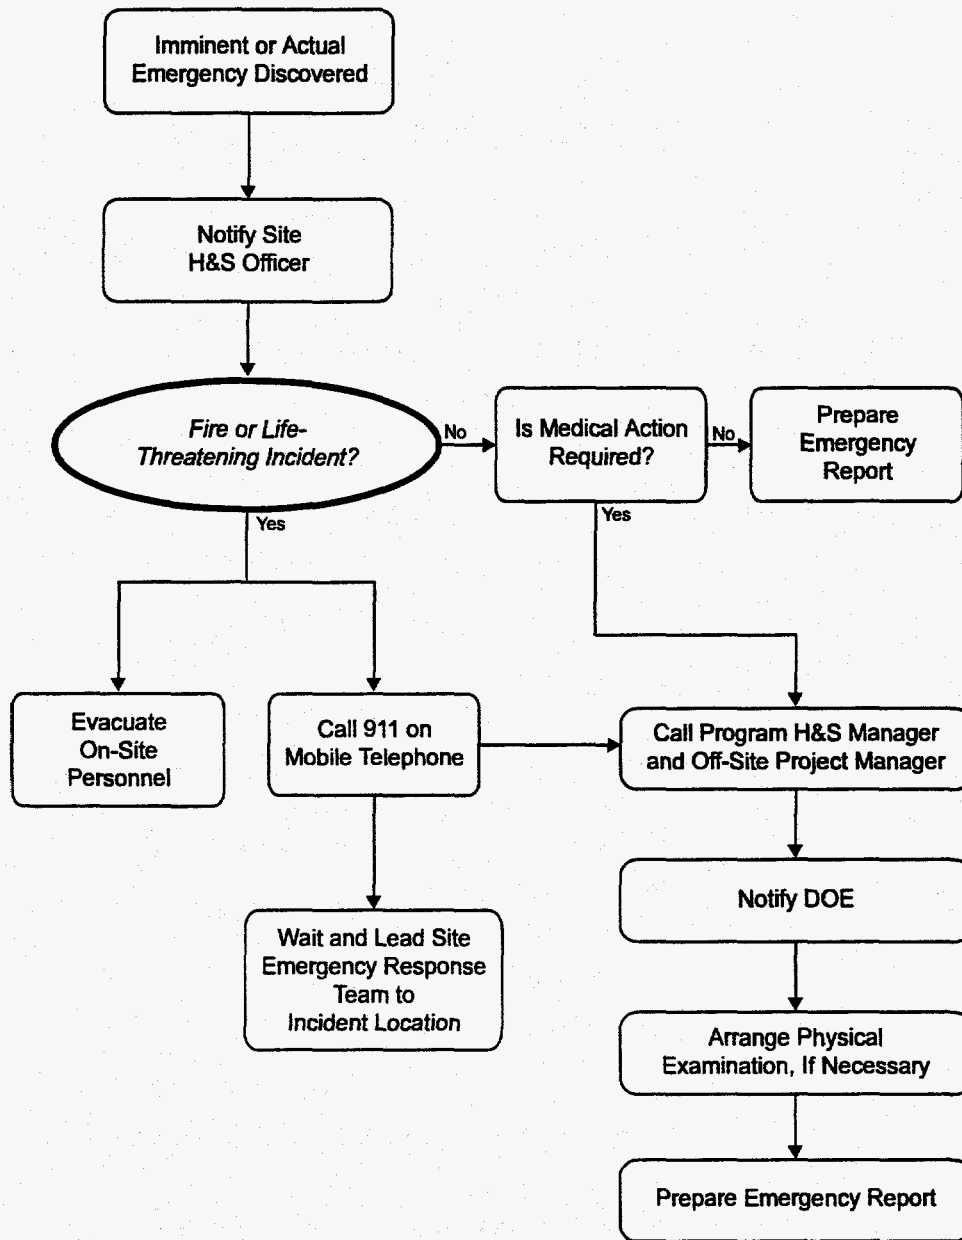 Imminent or Actual
Emergency Discovered
Notify Site
H&S Officer
Fire or Life-
Threatening Incident?
No
Is Medical Action
Required?
No
Prepare
Emergency
Report
Yes
Yes
Evacuate
On-Site
Personnel
Call 911 on
Mobile Telephone
Call Program H&S Manager
and Off-Site Project Manager
Notify DOE
Wait and Lead Site
Emergency Response
Team to
Incident Location
Arrange Physical
Examination, If Necessary
Prepare Emergency Report